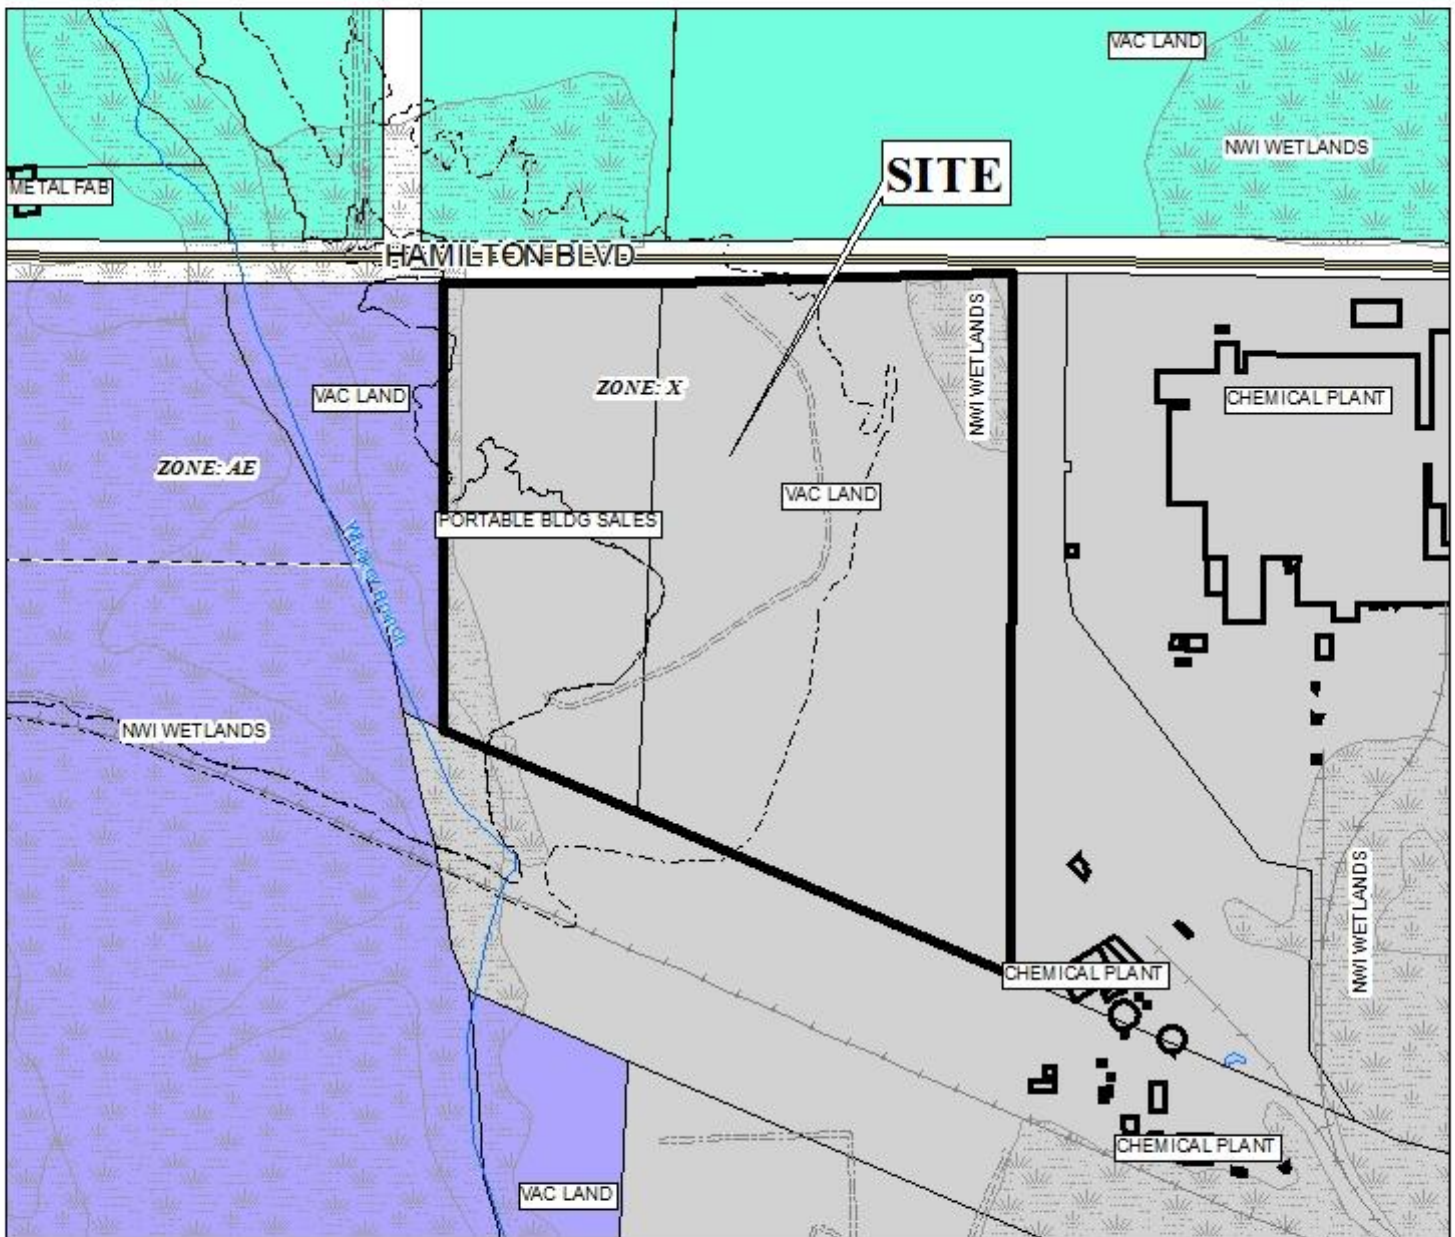 VAC LAND
NWI WETLANDS
SITE
METAL FAB
HAMILTON BLVD
NWI WETLANDS
ZONE: X
VAC LAND
CHEMICAL PLANT
ZONE: AE
VAC LAND
PORTABLE BLDG SALES
Branch
NWI WETLANDS
NWI WETLANDS
CHEMICAL PLANT
CHEMICAL PLANT
VAC LAND